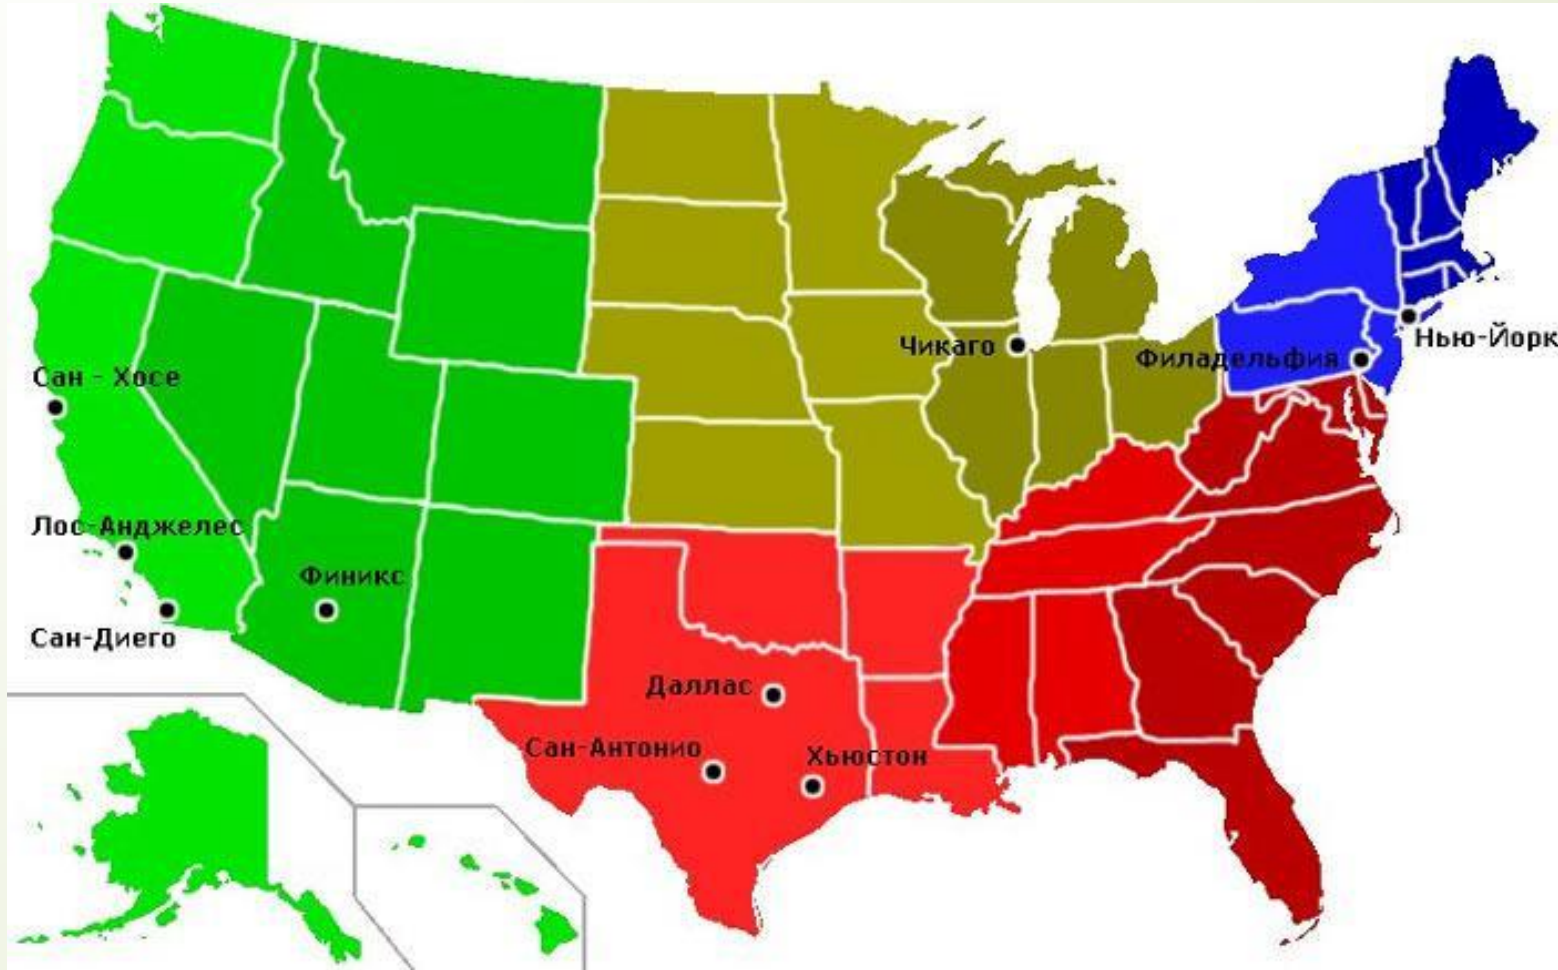 Нью-Йорк
Чикаго
Филадельфия
Сан - Хосе
Лос-Анджелес
Финикс
Сан-Диего
Даллас
Сан-Антонио
Хьюстон